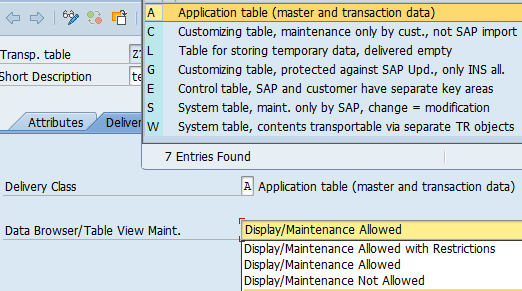 A Application table (master and transaction data)
C Customizing table, maintenance only by cust., not SAP import
L Table for storing temporary data, delivered empty
G Customizing table, protected against SAP Upd., only INS all.
E Control table, SAP and customer have separate key areas
S System table, maint. only by SAP, change = modification
W System table, contents transportable via separate TR objects
7 Entries Found
Transp. table
Short Description te
Attributes Deliver
Delivery Class A Application table (master and transaction data)
Data Browser/Table View Maint. Display/Maintenance Allowed
Display/Maintenance Allowed with Restrictions
Display/Maintenance Allowed
Display/Maintenance Not Allowed